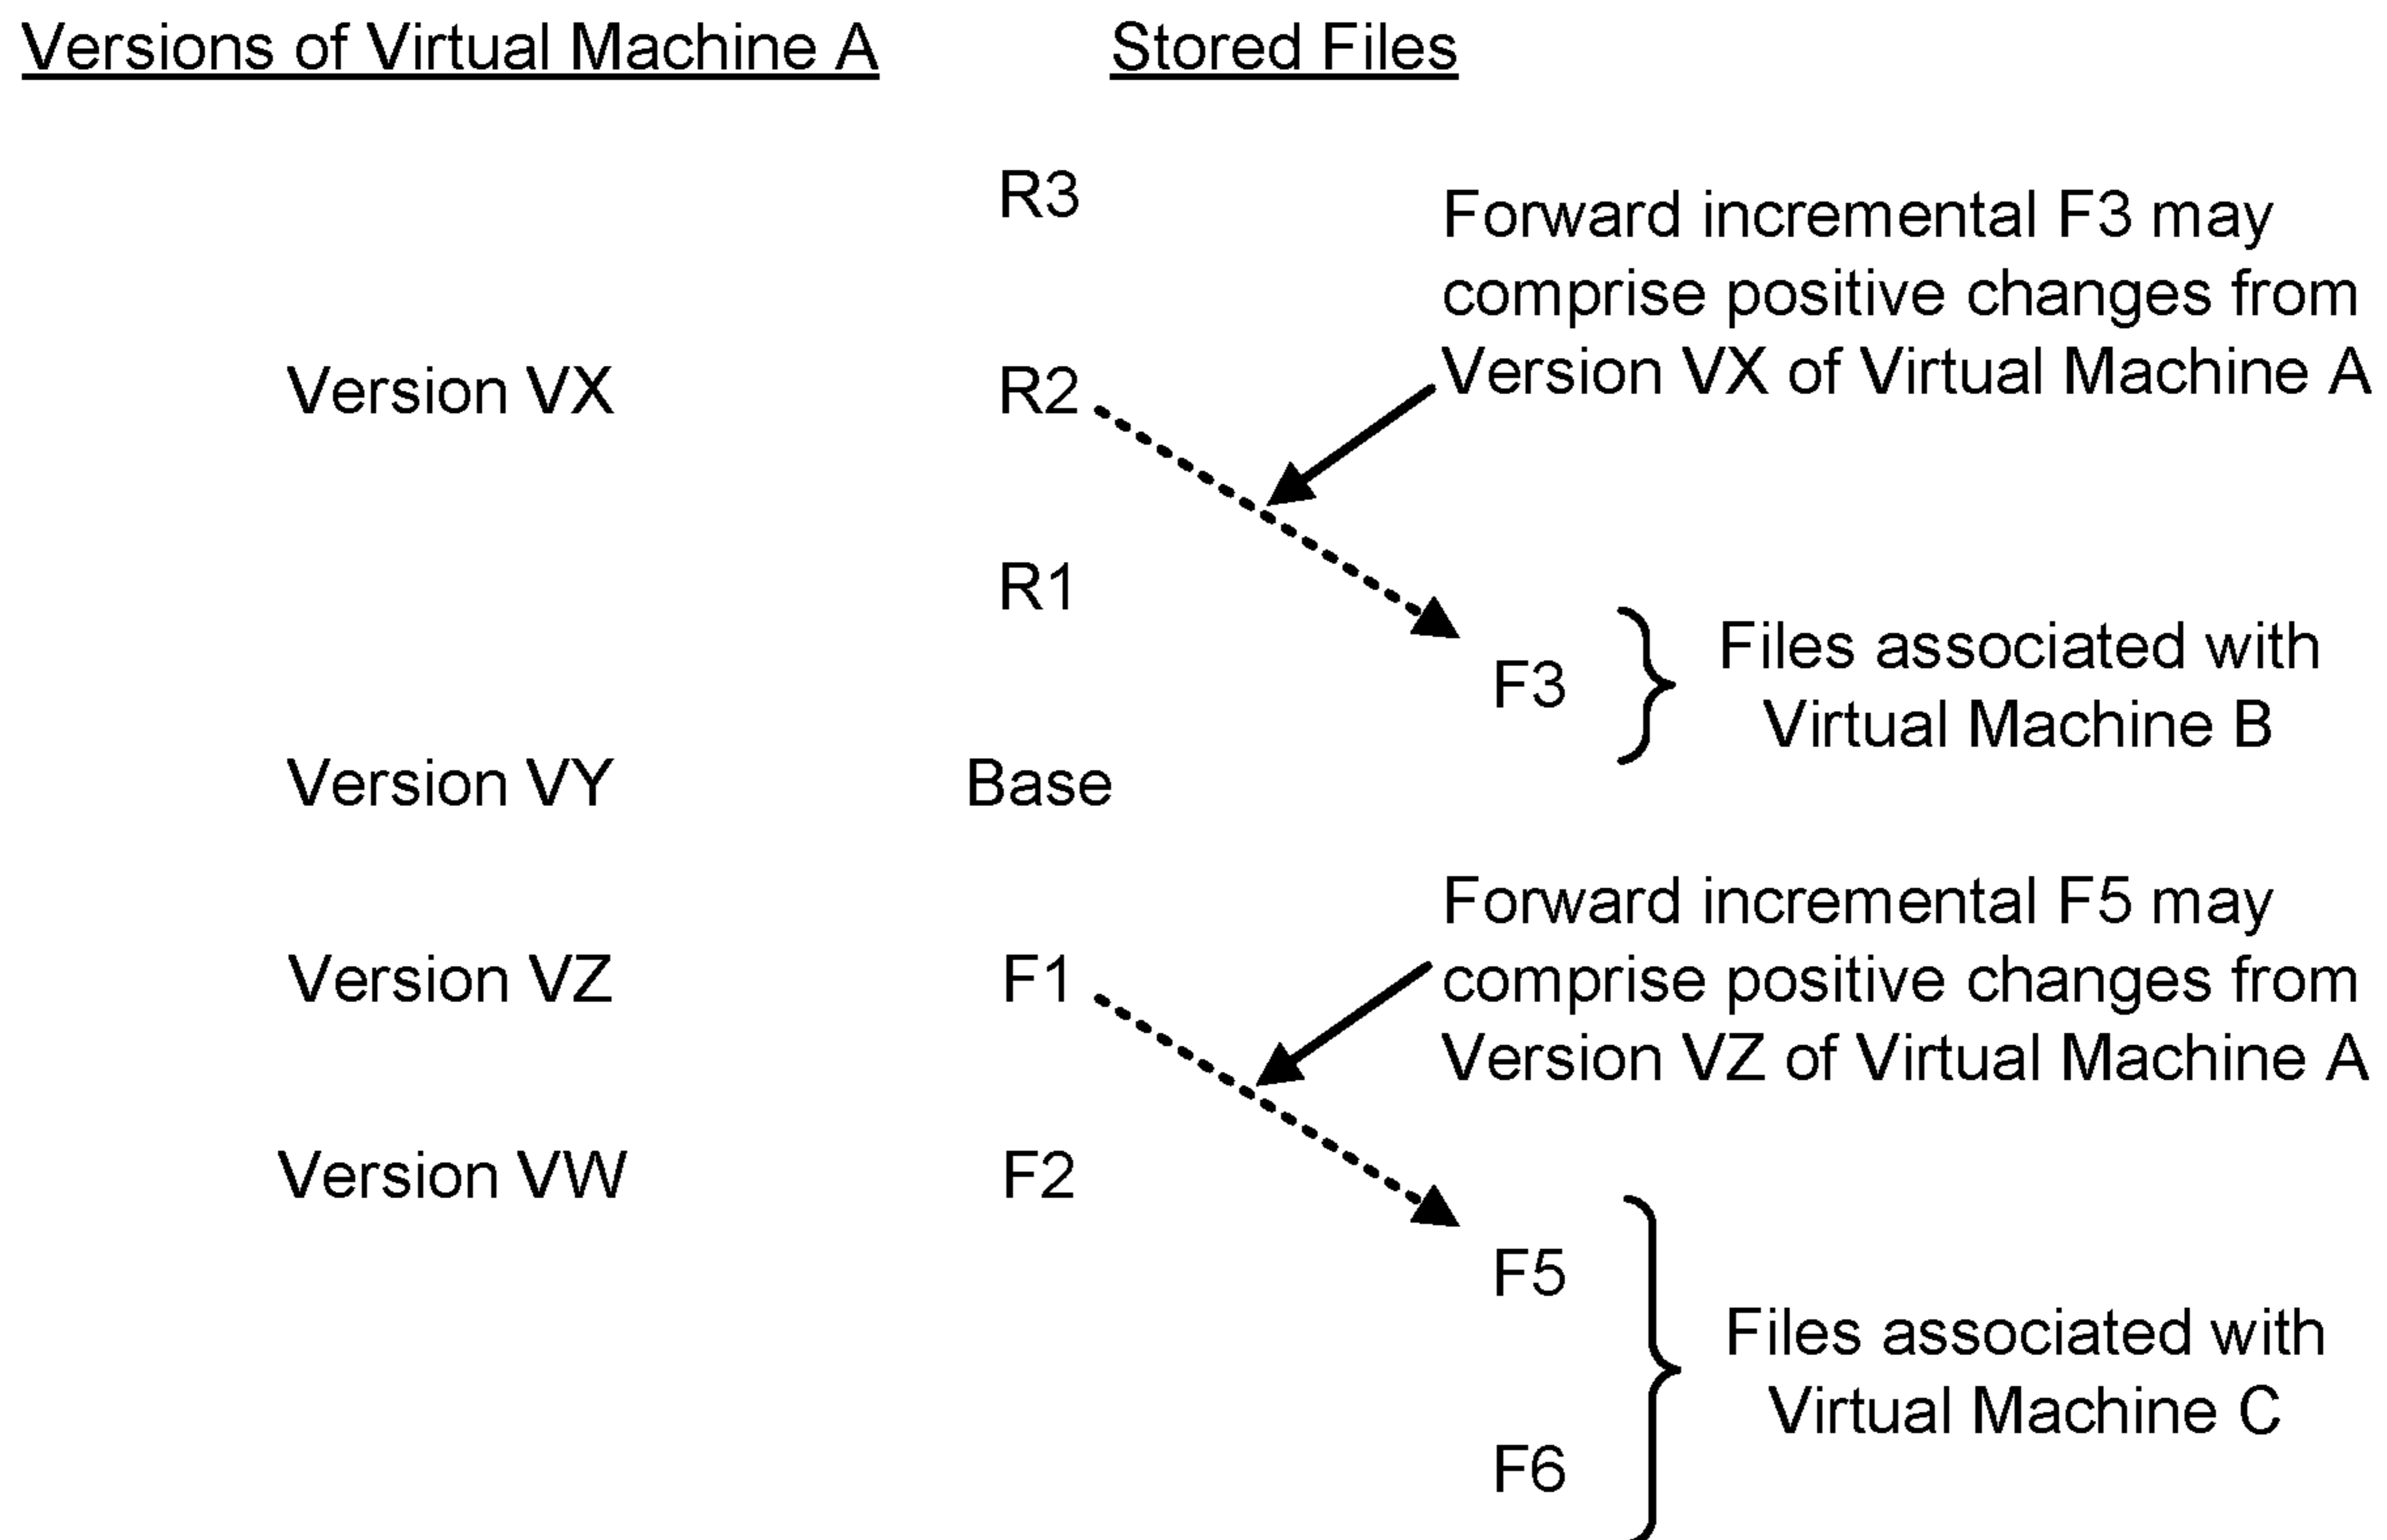 Versions of Virtual Machine A
Stored Files
R3
Forward incremental F3 may
comprise positive changes from
Version VX of Virtual Machine A
Version VX
R2
R1
F3
Files associated with
Virtual Machine B
Version VY
Base
Forward incremental F5 may
comprise positive changes from
Version VZ of Virtual Machine A
Version VZ
F1
Version VW
F2
F5
Files associated with
Virtual Machine C
F6